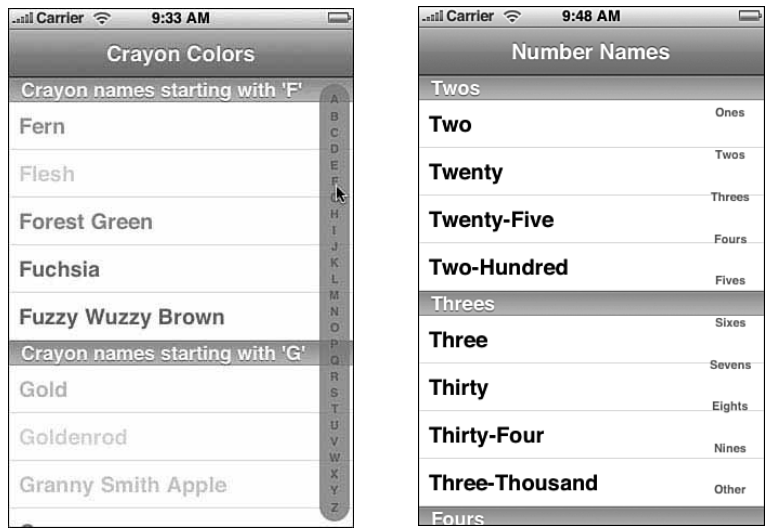 Carrier 9:33 AM
Crayon Colors
Crayon names starting with 'F'
Fern
Flesh
Forest Green
Fuchsia
Fuzzy Wuzzy Brown
Crayon names starting with 'G'
Gold
Goldenrod
Granny Smith Apple
A
B
C
D
E
F
G
H
I
J
K
L
M
N
O
P
Q
R
S
T
U
V
W
X
Y
Z
Carrier 9:48 AM
Number Names
Twos
Two
Twenty
Twenty-Five
Two-Hundred
Threes
Three
Thirty
Thirty-Four
Three-Thousand
Fours
Ones
Twos
Threes
Fours
Fives
Sixes
Sevens
Eights
Nines
Other